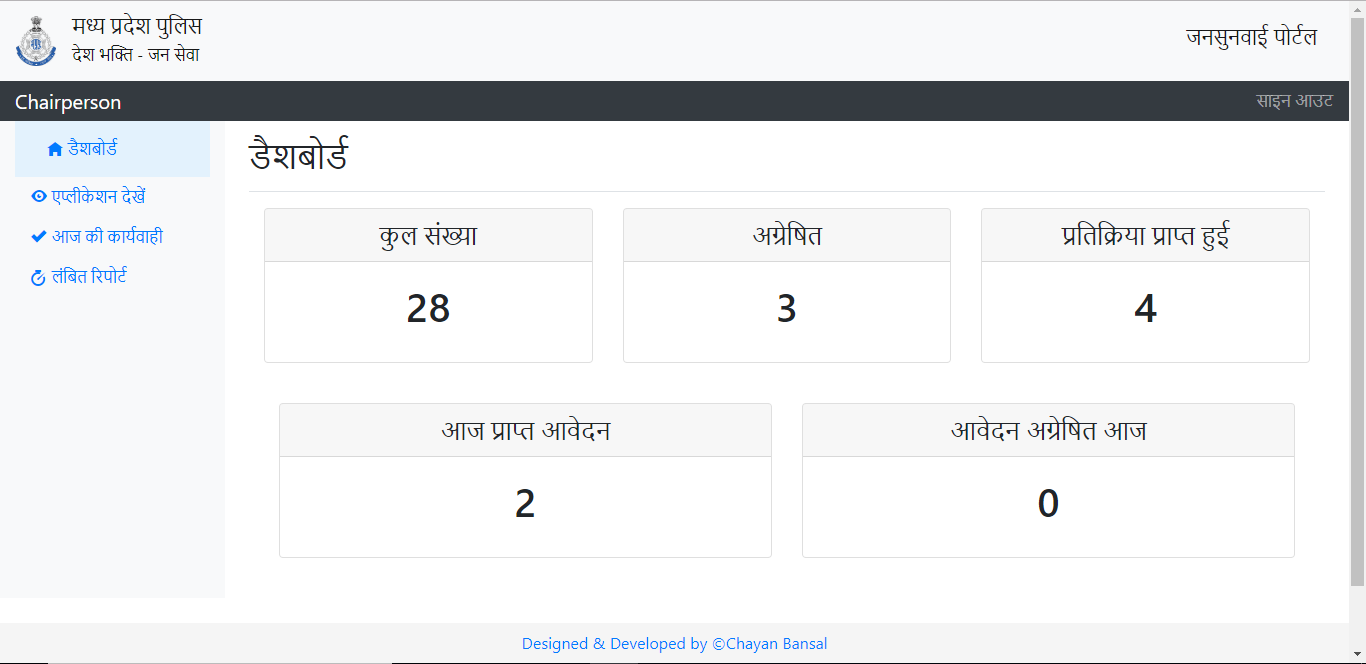 मध्य प्रदेश पुलिस
देश भक्ति - जन सेवा
जनसुनवाई पोर्टल
Chairperson
साइन आउट
डैशबोर्ड
एप्लीकेशन देखें
आज की कार्यवाही
लंबित रिपोर्ट
डैशबोर्ड
कुल संख्या
28
अग्रेषित
3
प्रतिक्रिया प्राप्त हुई
4
आज प्राप्त आवेदन
2
आवेदन अग्रेषित आज
0
Designed & Developed by ©Chayan Bansal